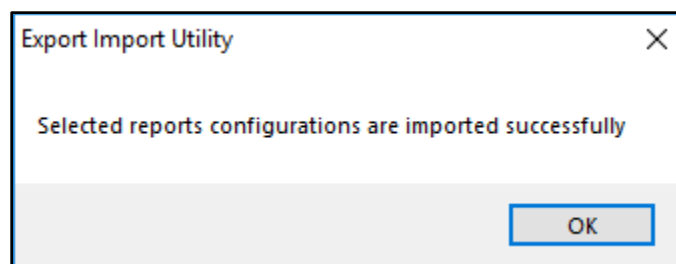 Export Import Utility
Selected reports configurations are imported successfully
OK